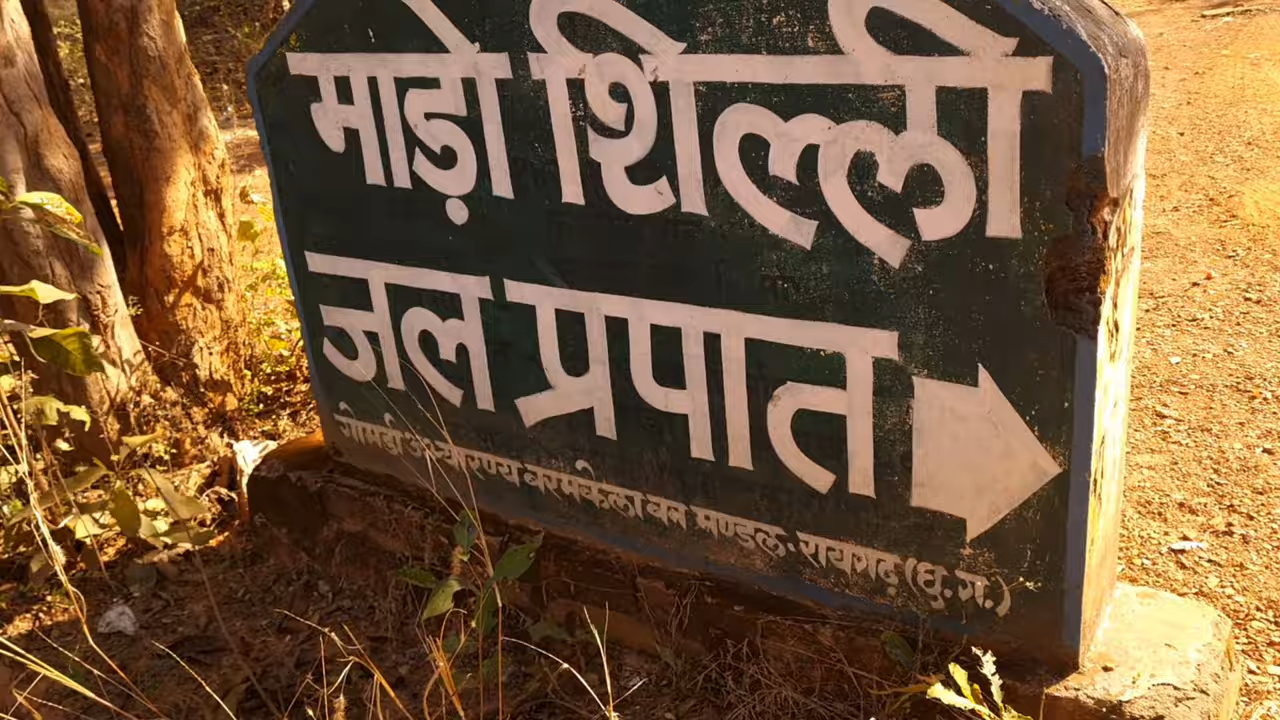 माड़ो शिल्ली
जल प्रपात
गोमर्डा अभ्यारण्य बरमकेला वन मण्डल-रायगढ़ (छ.ग.)